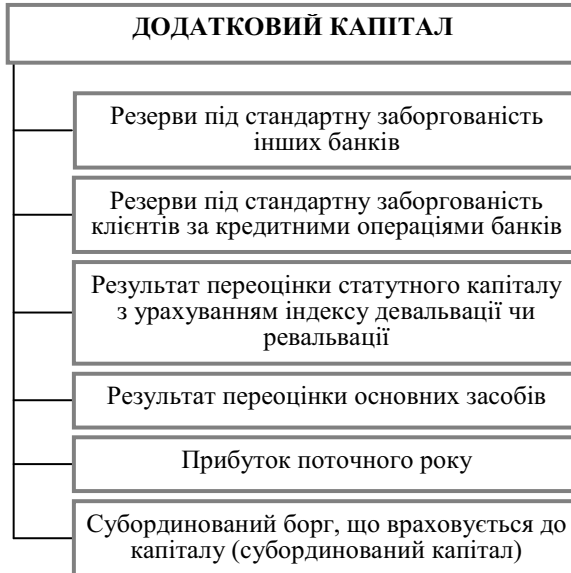 ДОДАТКОВИЙ КАПІТАЛ
Резерви під стандартну заборгованість
інших банків
Резерви під стандартну заборгованість
клієнтів за кредитними операціями банків
Результат переоцінки статутного капіталу
з урахуванням індексу девальвації чи
ревальвації
Результат переоцінки основних засобів
Прибуток поточного року
Субординований борг, що враховується до
капіталу (субординований капітал)